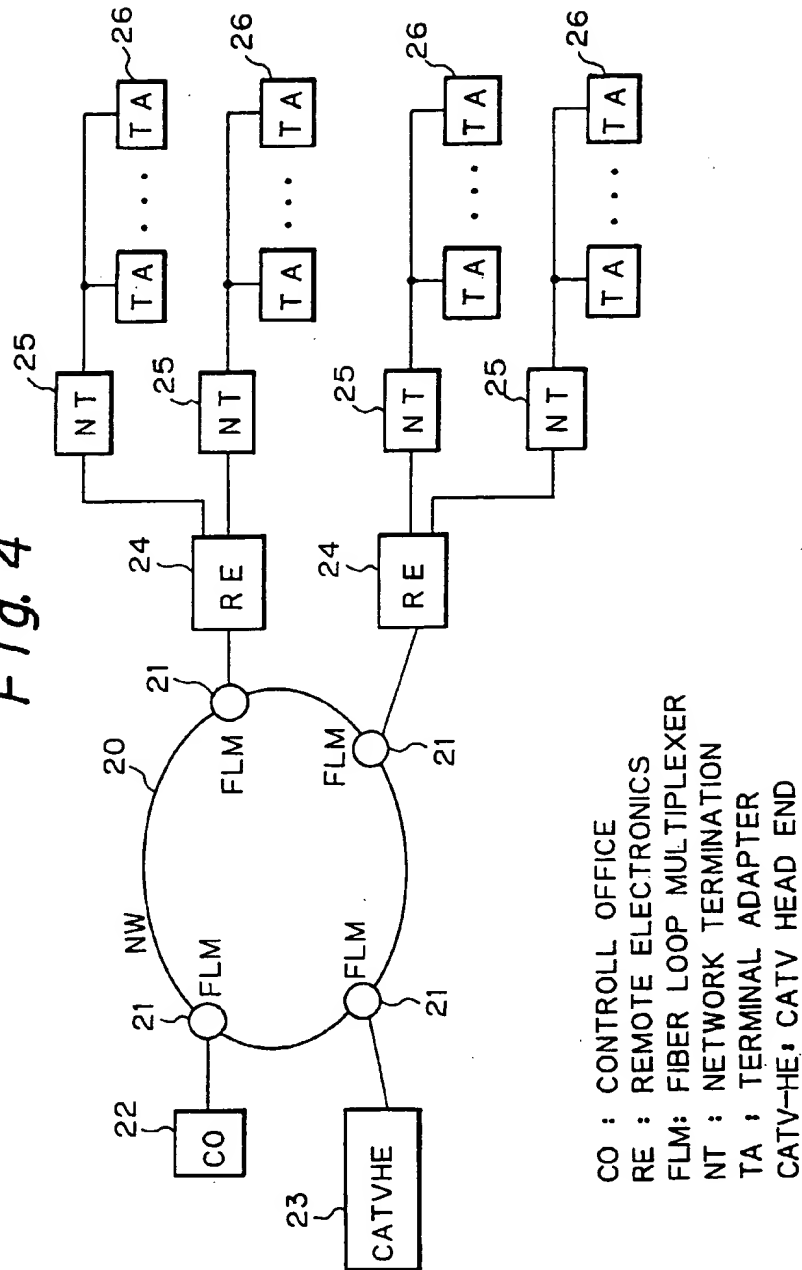 Fig. 4
26
TA
TA
25
NT
26
TA
TA
25
NT
24
RE
26
TA
TA
25
NT
26
TA
TA
25
NT
24
RE
20
NW
21
FLM
21
FLM
21
FLM
21
FLM
22
CO
23
CATVHE
CO : CONTROLL OFFICE
RE : REMOTE ELECTRONICS
FLM: FIBER LOOP MULTIPLEXER
NT : NETWORK TERMINATION
TA : TERMINAL ADAPTER
CATV-HE: CATV HEAD END